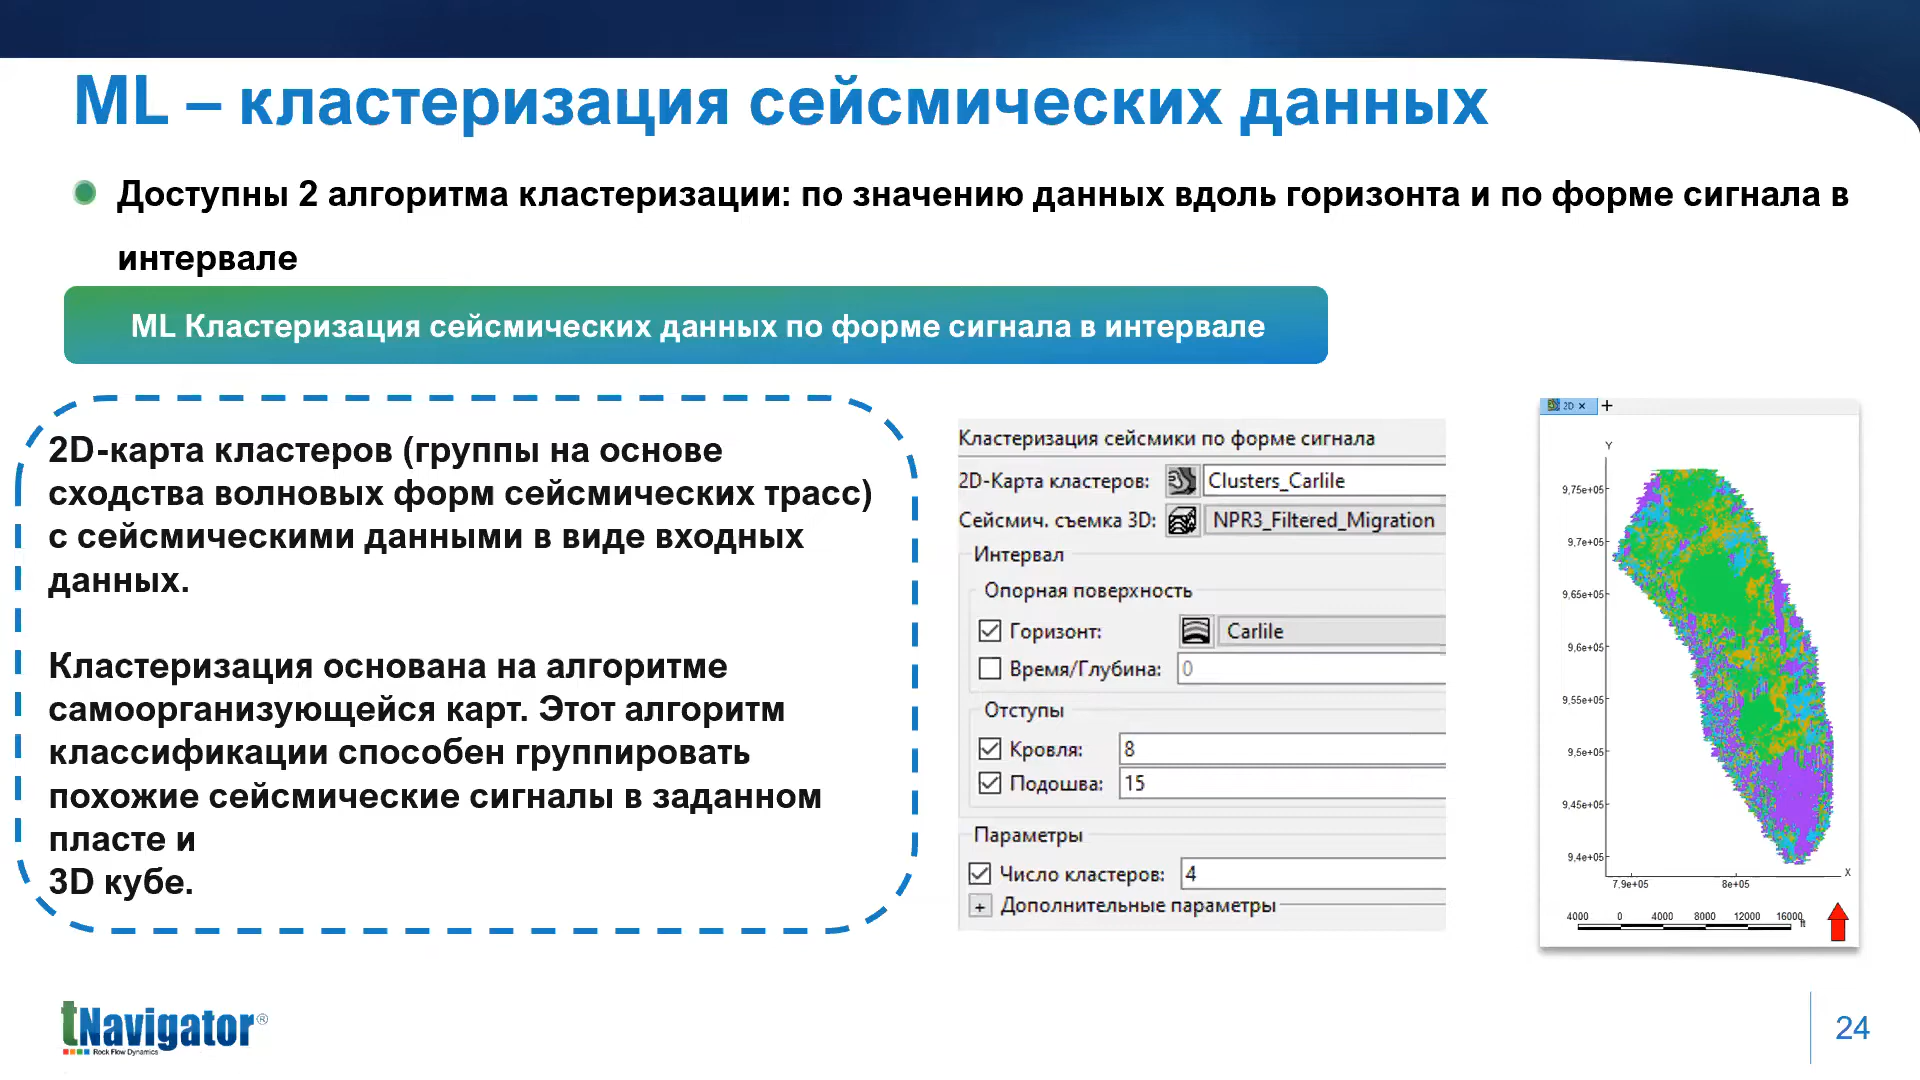 ML – кластеризация сейсмических данных
Доступны 2 алгоритма кластеризации: по значению данных вдоль горизонта и по форме сигнала в
интервале
ML Кластеризация сейсмических данных по форме сигнала в интервале
2D-карта кластеров (группы на основе
сходства волновых форм сейсмических трасс)
с сейсмическими данными в виде входных
данных.
Кластеризация основана на алгоритме
самоорганизующейся карт. Этот алгоритм
классификации способен группировать
похожие сейсмические сигналы в заданном
пласте и
3D кубе.
Кластеризация сейсмики по форме сигнала
2D-Карта кластеров: Clusters_Carlile
Сейсмич. съемка 3D: NPR3_Filtered_Migration
Интервал
Опорная поверхность
Горизонт: Carlile
Время/Глубина: 0
Отступы
Кровля: 8
Подошва: 15
Параметры
Число кластеров: 4
+ Дополнительные параметры
2D × +
Y
9,75e+05
9,7e+05
9,65e+05
9,6e+05
9,55e+05
9,5e+05
9,45e+05
9,4e+05
X
7,9e+05 8e+05
4000 0 4000 8000 12000 16000
ft
tNavigator®
Rock Flow Dynamics
24